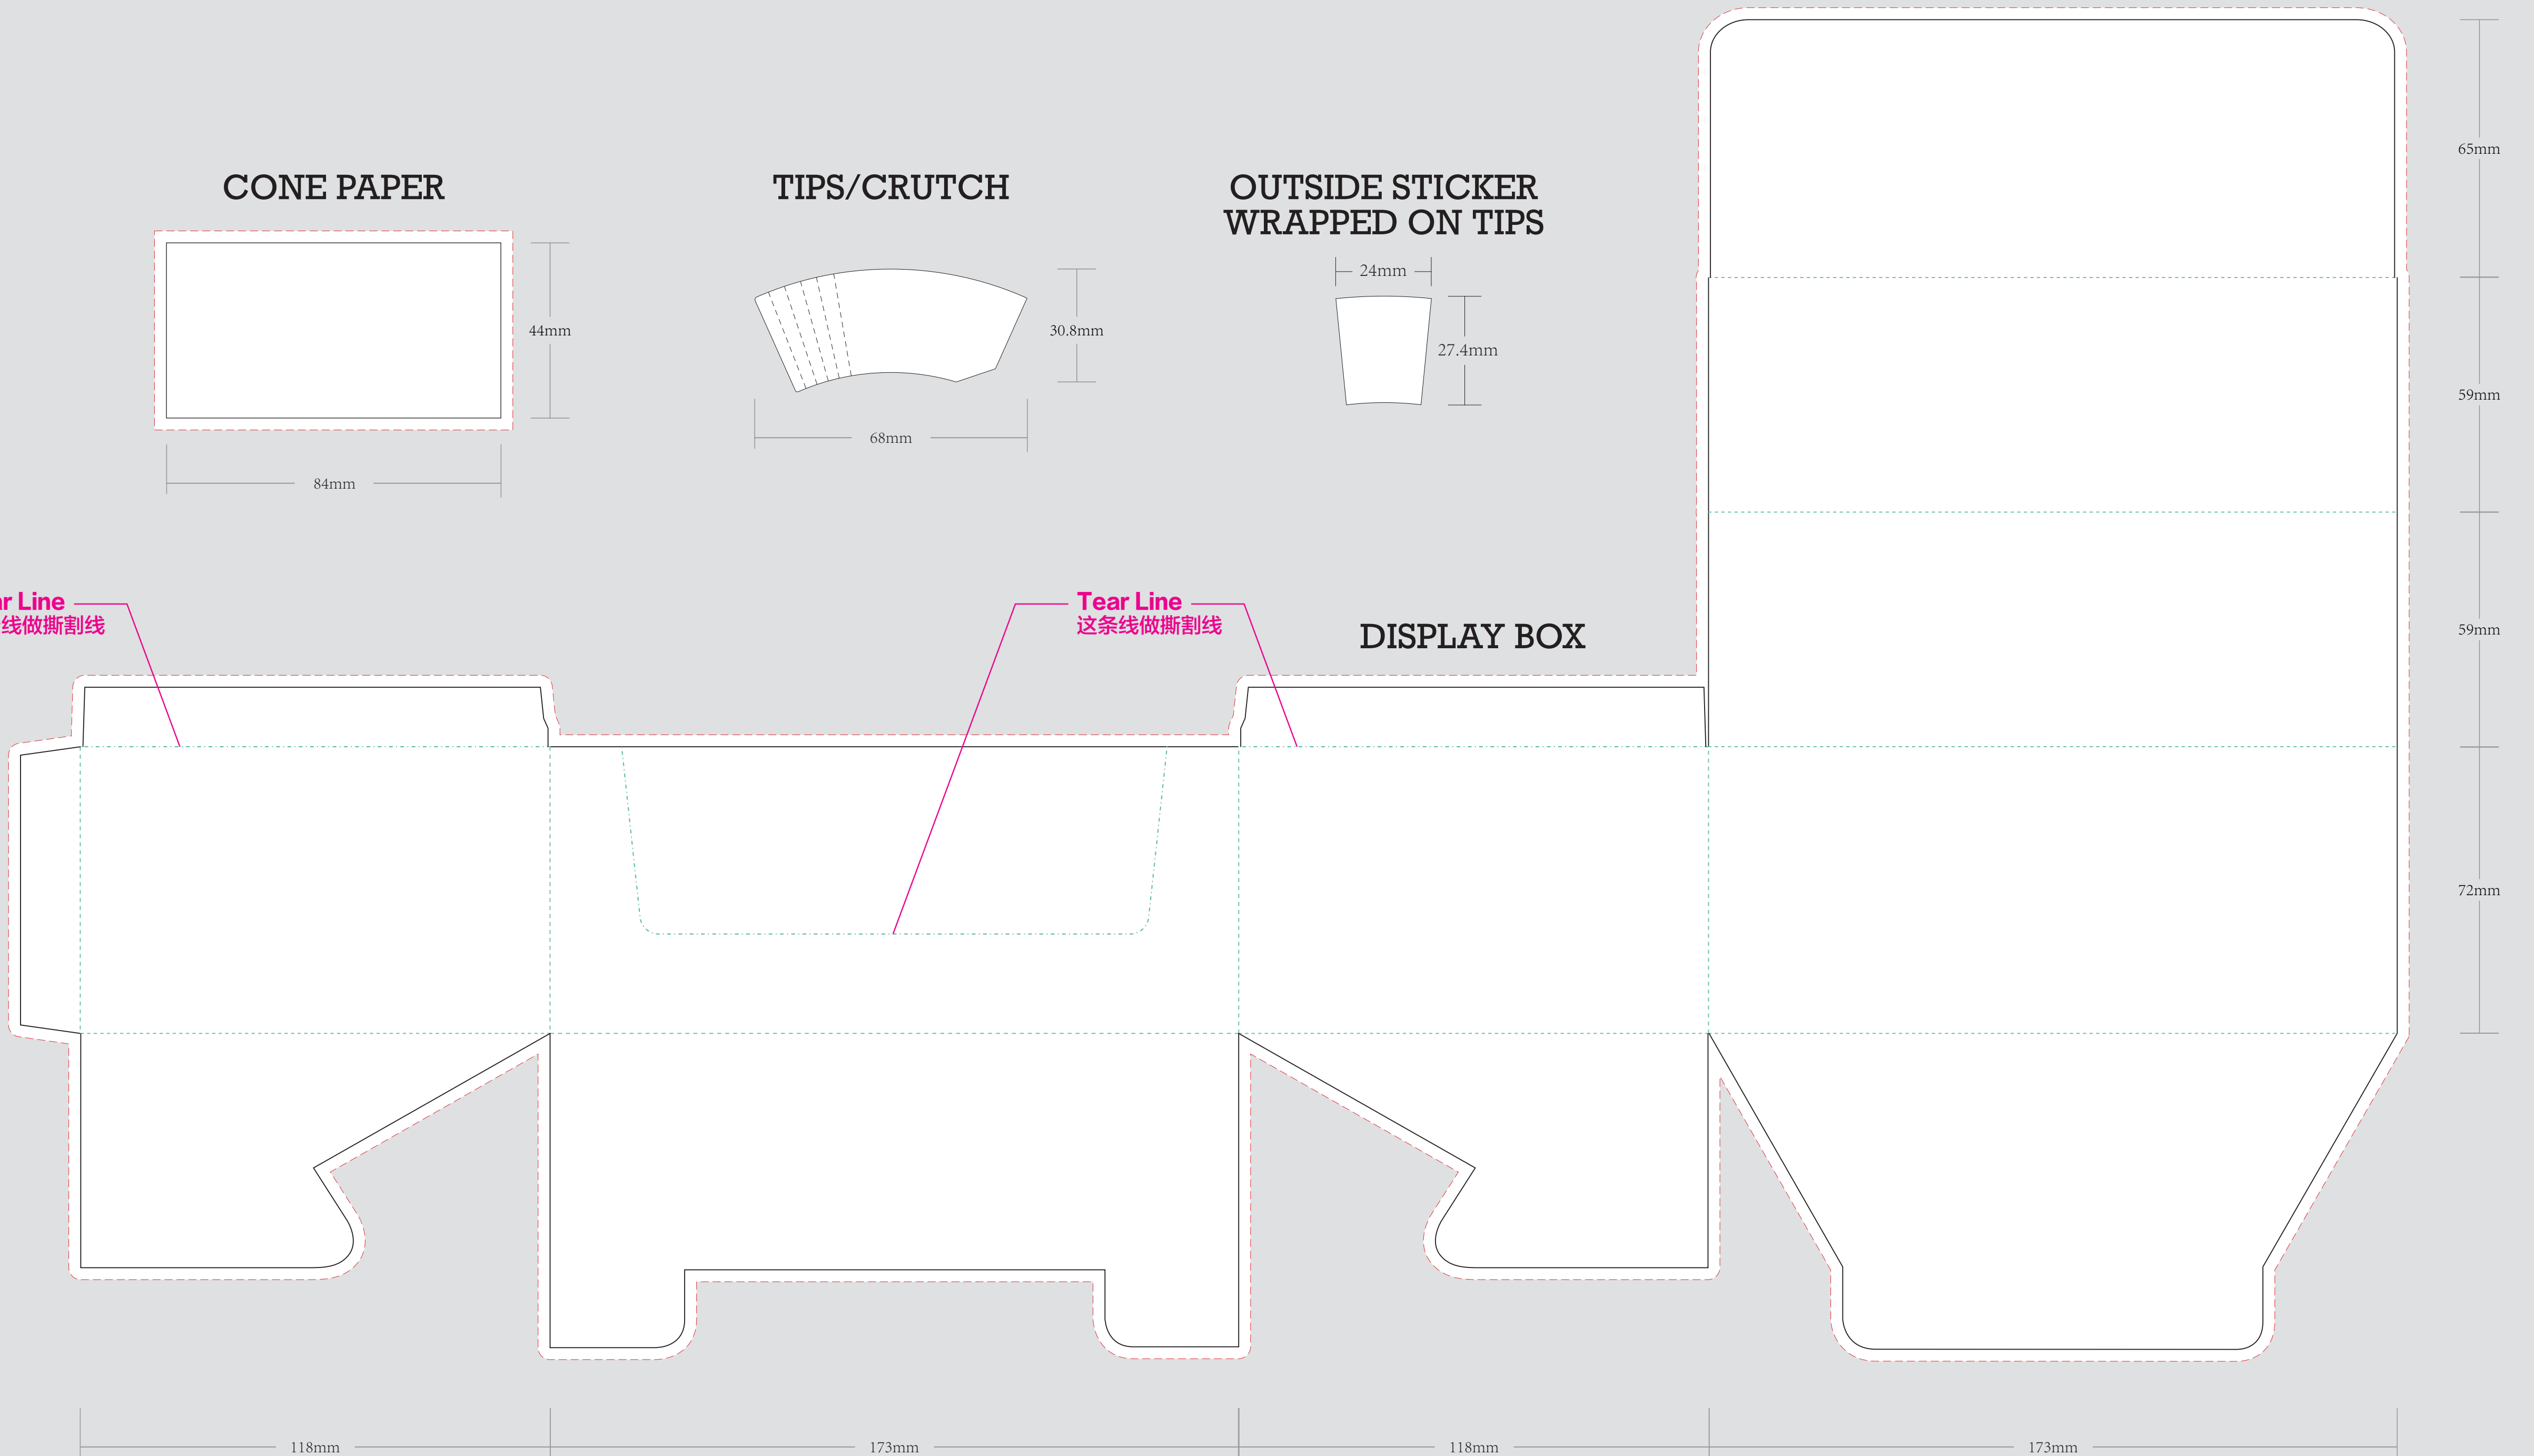 65mm
CONE PAPER
TIPS/CRUTCH
OUTSIDE STICKER
WRAPPED ON TIPS
24mm
44mm
30.8mm
27.4mm
59mm
68mm
84mm
r Line
线做撕割线
Tear Line
这条线做撕割线
DISPLAY BOX
59mm
72mm
118mm
173mm
118mm
173mm